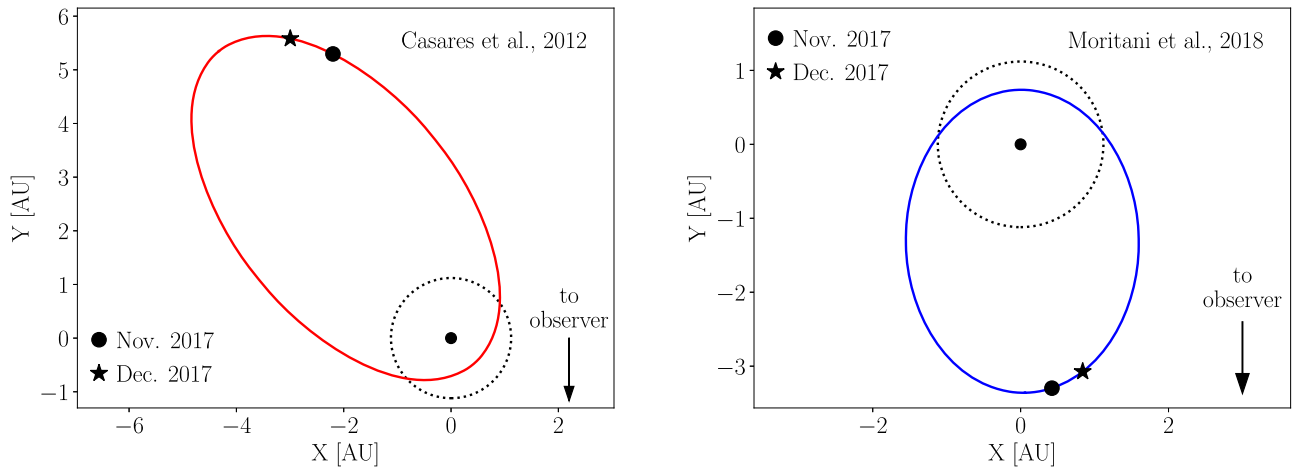 Casares et al., 2012
Y [AU]
6
5
4
3
2
1
0
−1
Nov. 2017
Dec. 2017
to
observer
−6
−4
−2
0
2
X [AU]
Nov. 2017
Dec. 2017
Moritani et al., 2018
Y [AU]
1
0
−1
−2
−3
to
observer
−2
0
2
X [AU]